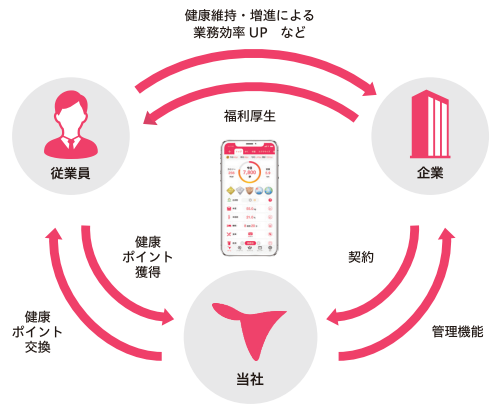 健康維持・増進による
業務効率 UP　など
福利厚生
従業員
企業
7,000
健康
ポイント
獲得
契約
健康
ポイント
交換
管理機能
当社